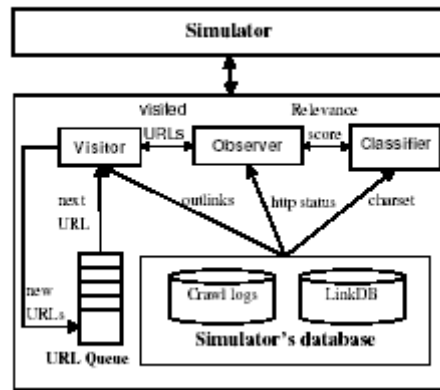 Simulator
visited
URLs
Relevance
score
Visitor
Observer
Classifier
next
URL
outlinks
http status
charset
new
URLs
Crawl logs
LinkDB
Simulator's database
URL Queue